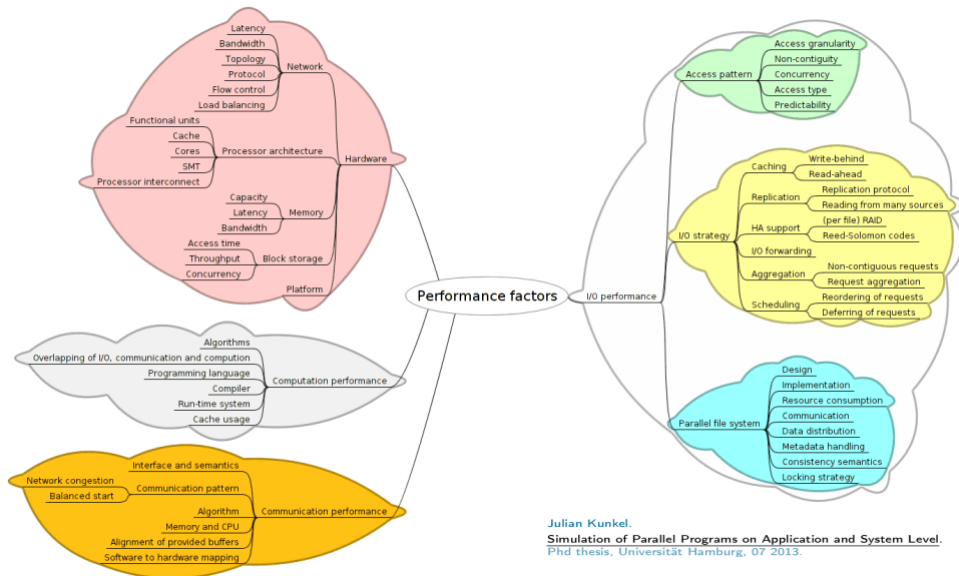 Performance factors
Hardware
Network
Latency
Bandwidth
Topology
Protocol
Flow control
Load balancing
Processor architecture
Functional units
Cache
Cores
SMT
Processor interconnect
Memory
Capacity
Latency
Bandwidth
Block storage
Access time
Throughput
Concurrency
Platform
Computation performance
Algorithms
Overlapping of I/O, communication and compution
Programming language
Compiler
Run-time system
Cache usage
Communication performance
Interface and semantics
Communication pattern
Network congestion
Balanced start
Algorithm
Memory and CPU
Alignment of provided buffers
Software to hardware mapping
I/O performance
Access pattern
Access granularity
Non-contiguity
Concurrency
Access type
Predictability
I/O strategy
Caching
Write-behind
Read-ahead
Replication
Replication protocol
Reading from many sources
HA support
(per file) RAID
Reed-Solomon codes
I/O forwarding
Aggregation
Non-contiguous requests
Request aggregation
Scheduling
Reordering of requests
Deferring of requests
Parallel file system
Design
Implementation
Resource consumption
Communication
Data distribution
Metadata handling
Consistency semantics
Locking strategy
Julian Kunkel.
Simulation of Parallel Programs on Application and System Level.
Phd thesis, Universität Hamburg, 07 2013.